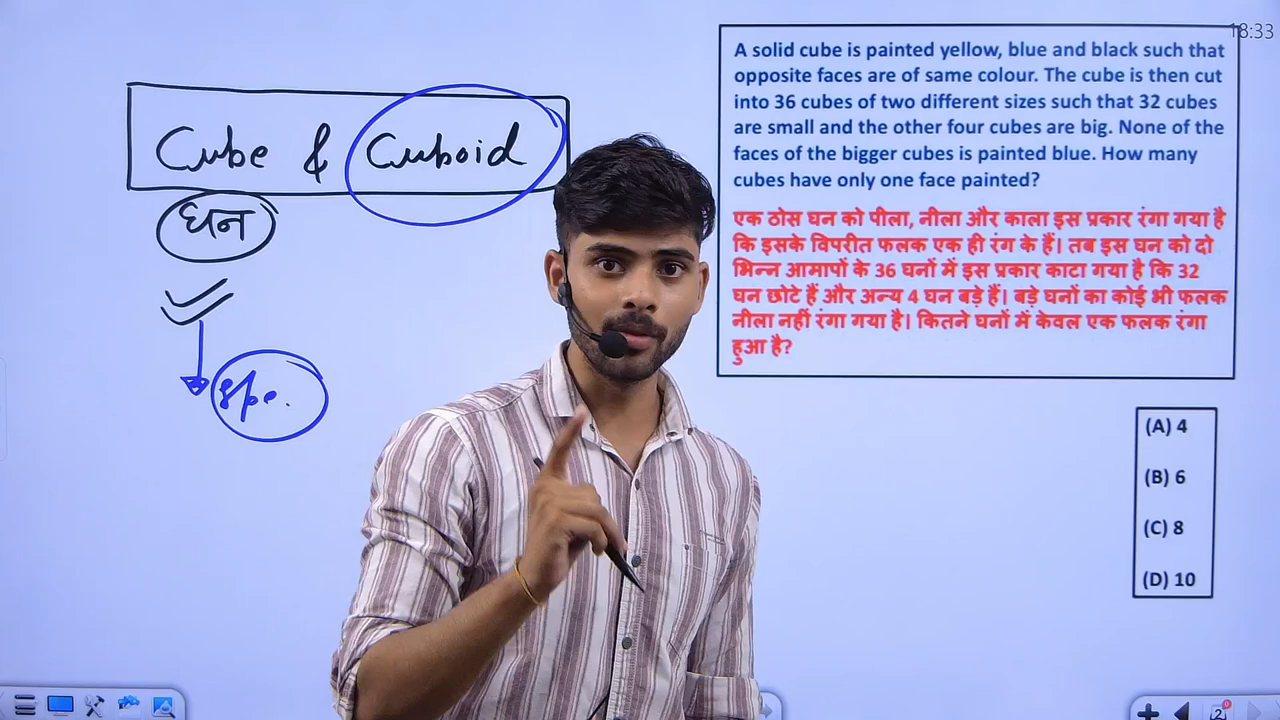 18:33
Cube & Cuboid
घन
A solid cube is painted yellow, blue and black such that
opposite faces are of same colour. The cube is then cut
into 36 cubes of two different sizes such that 32 cubes
are small and the other four cubes are big. None of the
faces of the bigger cubes is painted blue. How many
cubes have only one face painted?
एक ठोस घन को पीला, नीला और काला इस प्रकार रंगा गया है
कि इसके विपरीत फलक एक ही रंग के हैं। तब इस घन को दो
भिन्न आमापों के 36 घनों में इस प्रकार काटा गया है कि 32
घन छोटे हैं और अन्य 4 घन बड़े हैं। बड़े घनों का कोई भी फलक
नीला नहीं रंगा गया है। कितने घनों में केवल एक फलक रंगा
हुआ है?
(A) 4
(B) 6
(C) 8
(D) 10
2